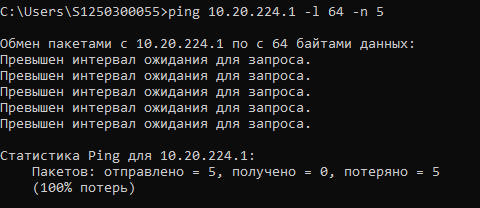 C:\Users\S1250300055>ping 10.20.224.1 -l 64 -n 5
Обмен пакетами с 10.20.224.1 по с 64 байтами данных:
Превышен интервал ожидания для запроса.
Превышен интервал ожидания для запроса.
Превышен интервал ожидания для запроса.
Превышен интервал ожидания для запроса.
Превышен интервал ожидания для запроса.
Статистика Ping для 10.20.224.1:
Пакетов: отправлено = 5, получено = 0, потеряно = 5
(100% потерь)